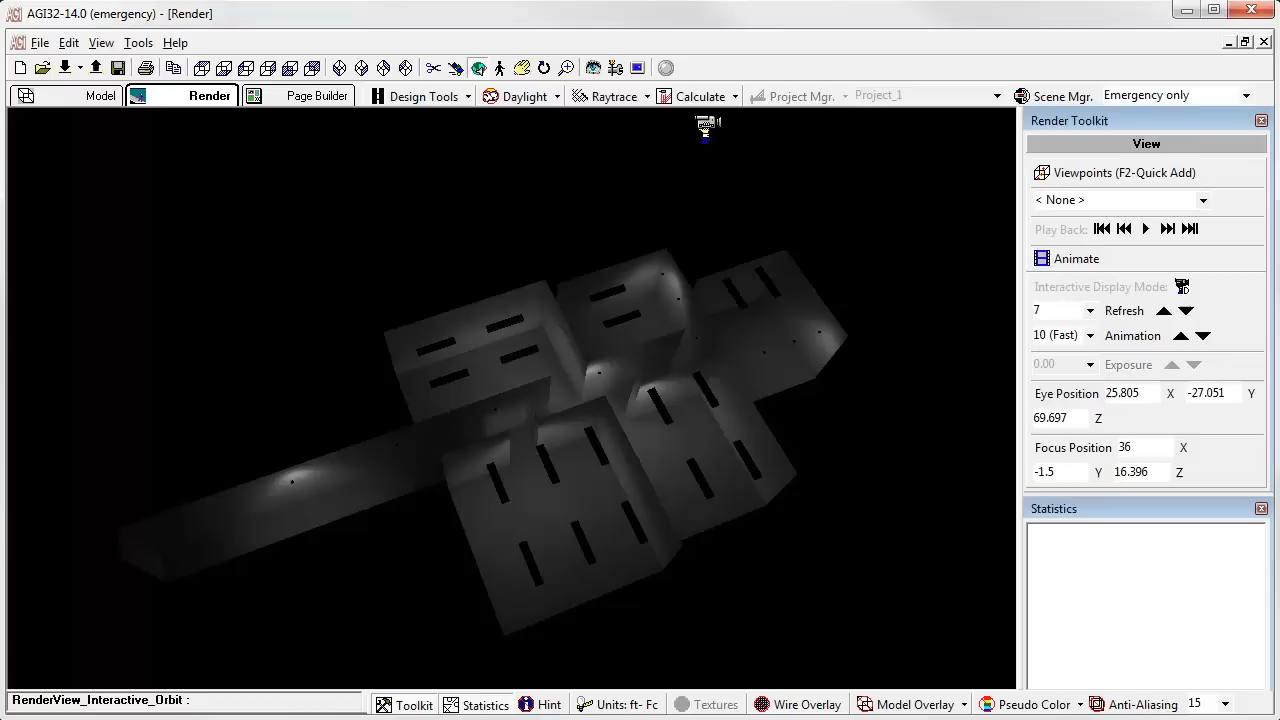 AGI32-14.0 (emergency) - [Render]
AGI File Edit View Tools Help
Model Render Page Builder Design Tools Daylight Raytrace Calculate Project Mgr. Project_1 Scene Mgr. Emergency only
Render Toolkit
View
Viewpoints (F2-Quick Add)
< None >
Play Back:
Animate
Interactive Display Mode:
7 Refresh
10 (Fast) Animation
0.00 Exposure
Eye Position 25.805 X -27.051 Y
69.697 Z
Focus Position 36 X
-1.5 Y 16.396 Z
Statistics
RenderView_Interactive_Orbit :
Toolkit Statistics Hint Units: ft- Fc Textures Wire Overlay Model Overlay Pseudo Color Anti-Aliasing 15